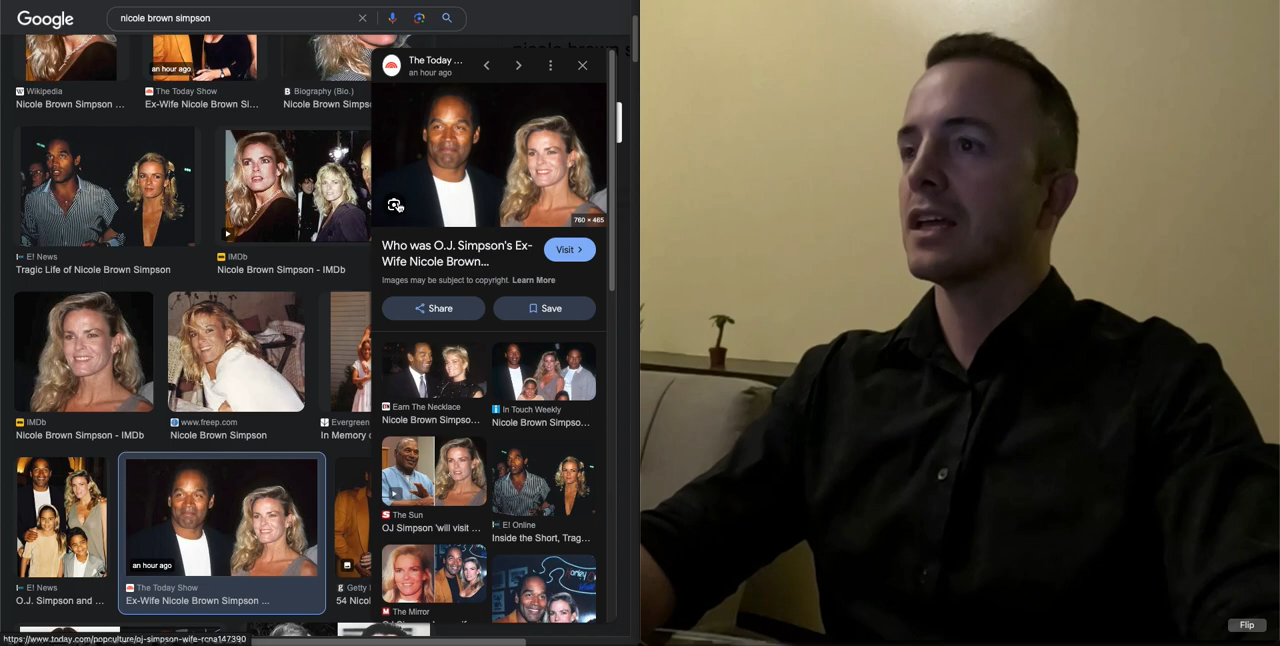 Google
nicole brown simpson
Wikipedia
Nicole Brown Simpson ...
an hour ago
The Today Show
Ex-Wife Nicole Brown Si...
Biography (Bio.)
Nicole Brown Simps
E! News
Tragic Life of Nicole Brown Simpson
IMDb
Nicole Brown Simpson - IMDb
IMDb
Nicole Brown Simpson - IMDb
www.freep.com
Nicole Brown Simpson
Evergreen
In Memory o
E! News
O.J. Simpson and ...
an hour ago
The Today Show
Ex-Wife Nicole Brown Simpson ...
Getty
54 Nicol
https://www.today.com/popculture/oj-simpson-wife-rcna147390
The Today ...
an hour ago
760 × 465
Who was O.J. Simpson's Ex-
Wife Nicole Brown...
Visit
Images may be subject to copyright. Learn More
Share
Save
Earn The Necklace
Nicole Brown Simpso...
In Touch Weekly
Nicole Brown Simpso...
The Sun
OJ Simpson 'will visit ...
E! Online
Inside the Short, Trag...
The Mirror
Flip